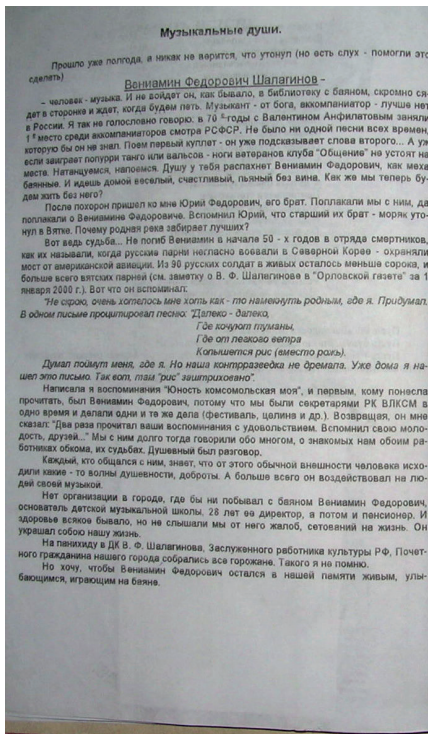 Музыкальные души.
Прошло уже полгода, а никак не верится, что утонул (но есть слух - помогли это
сделать)
Вениамин Федорович Шалагинов -
- человек - музыка. И не войдет он, как бывало, в библиотеку с баяном, скромно ся-
дет в сторонке и ждет, когда будем петь. Музыкант - от бога, аккомпаниатор - лучше нет
в России. Я так не голословно говорю: в 70 -годы с Валентином Анфилатовым заняли
1 место среди аккомпаниаторов смотра РСФСР. Не было ни одной песни всех времен,
которую бы он не знал. Поем первый куплет - он уже подсказывает слова второго... А уж
если заиграет попурри танго или вальсов - ноги ветеранов клуба "Общение" не устоят на
месте. Натанцуемся, напоемся. Душу у тебя распахнет Вениамин Федорович, как меха
баянные. И идешь домой веселый, счастливый, пьяный без вина. Как же мы теперь бу-
дем жить без него?
После похорон пришел ко мне Юрий Федорович, его брат. Поплакали мы с ним, да
поплакали о Вениамине Федоровиче. Вспомнил Юрий, что старший их брат - моряк уто-
нул в Вятке. Почему родная река забирает лучших?
Вот ведь судьба... Не погиб Вениамин в начале 50 - х годов в отряде смертников,
как их называли, когда русские парни негласно воевали в Северной Корее - охраняли
мост от американской авиации. Из 90 русских солдат в живых осталось меньше сорока, и
больше всего вятских парней (см. заметку о В. Ф. Шалагинове в "Орловской газете" за 1
января 2000 г.). Вот что он вспоминал:
"Не скрою, очень хотелось мне хоть как - то намекнуть родным, где я. Придумал.
В одном письме процитировал песню: "Далеко - далеко,
Где кочуют туманы,
Где от легкого ветра
Колышется рис (вместо рожь).
Думал поймут меня, где я. Но наша контрразведка не дремала. Уже дома я на-
шел это письмо. Так вот, там "рис" заштриховано".
Написала я воспоминания "Юность комсомольская моя", и первым, кому понесла
прочитать, был Вениамин Федорович, потому что мы были секретарями РК ВЛКСМ в
одно время и делали одни и те же дела (фестиваль, целина и др.). Возвращая, он мне
сказал: "Два раза прочитал ваши воспоминания с удовольствием. Вспомнил свою моло-
дость, друзей..." Мы с ним долго тогда говорили обо многом, о знакомых нам обоим ра-
ботниках обкома, их судьбах. Душевный был разговор.
Каждый, кто общался с ним, знает, что от этого обычной внешности человека исхо-
дили какие - то волны душевности, доброты. А больше всего он воздействовал на лю-
дей своей музыкой.
Нет организации в городе, где бы ни побывал с баяном Вениамин Федорович,
основатель детской музыкальной школы, 28 лет ее директор, а потом и пенсионер. И
здоровье всякое бывало, но не слышали мы от него жалоб, сетований на жизнь. Он
украшал собою нашу жизнь.
На панихиду в ДК В. Ф. Шалагинова, Заслуженного работника культуры РФ, Почет-
ного гражданина нашего города собрались все горожане. Такого я не помню.
Но хочу, чтобы Вениамин Федорович остался в нашей памяти живым, улы-
бающимся, играющим на баяне.